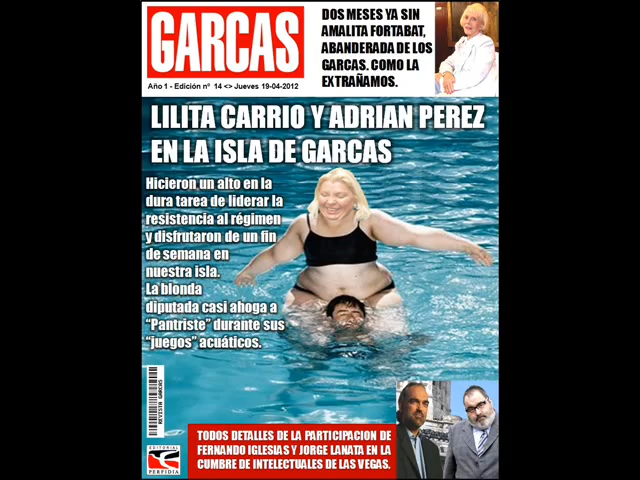 GARCAS
Año 1 - Edición nº 14 <> Jueves 19-04-2012
DOS MESES YA SIN
AMALITA FORTABAT,
ABANDERADA DE LOS
GARCAS. COMO LA
EXTRAÑAMOS.
LILITA CARRIO Y ADRIAN PEREZ
EN LA ISLA DE GARCAS
Hicieron un alto en la
dura tarea de liderar la
resistencia al régimen
y disfrutaron de un fin
de semana en
nuestra isla.
La blonda
diputada casi ahoga a
“Pantriste” durante sus
“juegos” acuáticos.
REVISTA GARCAS
EDITORIAL
PERFIDIA
TODOS DETALLES DE LA PARTICIPACION DE
FERNANDO IGLESIAS Y JORGE LANATA EN LA
CUMBRE DE INTELECTUALES DE LAS VEGAS.